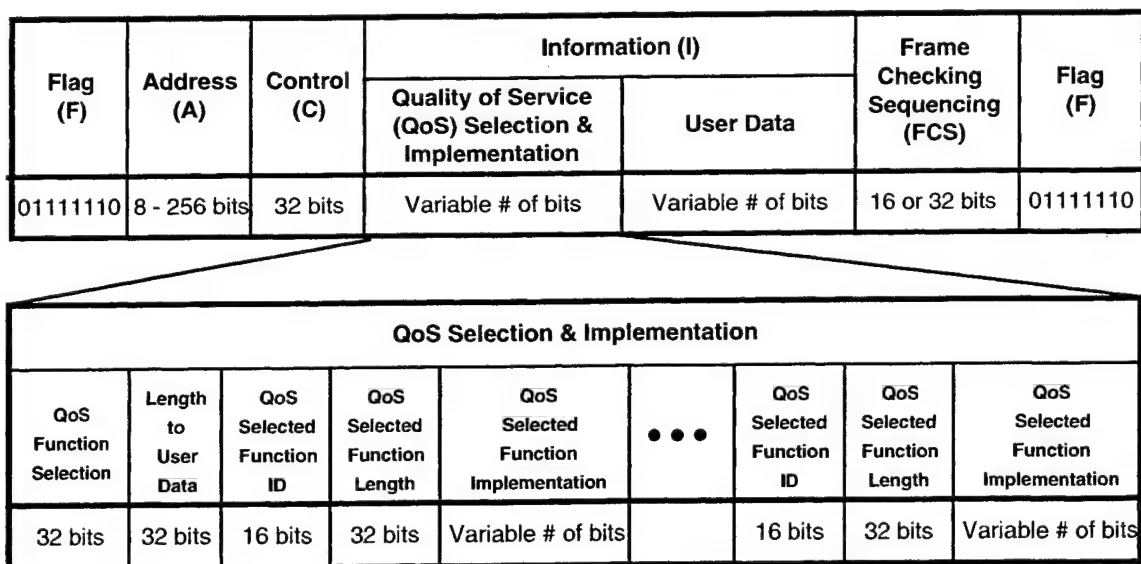 Flag
(F)
Address
(A)
Control
(C)
Information (I)
Quality of Service
(QoS) Selection &
Implementation
User Data
Frame
Checking
Sequencing
(FCS)
Flag
(F)
01111110
8 - 256 bits
32 bits
Variable # of bits
Variable # of bits
16 or 32 bits
01111110
QoS Selection & Implementation
QoS
Function
Selection
Length
to
User
Data
QoS
Selected
Function
ID
QoS
Selected
Function
Length
QoS
Selected
Function
Implementation
• • •
QoS
Selected
Function
ID
QoS
Selected
Function
Length
QoS
Selected
Function
Implementation
32 bits
32 bits
16 bits
32 bits
Variable # of bits
16 bits
32 bits
Variable # of bits